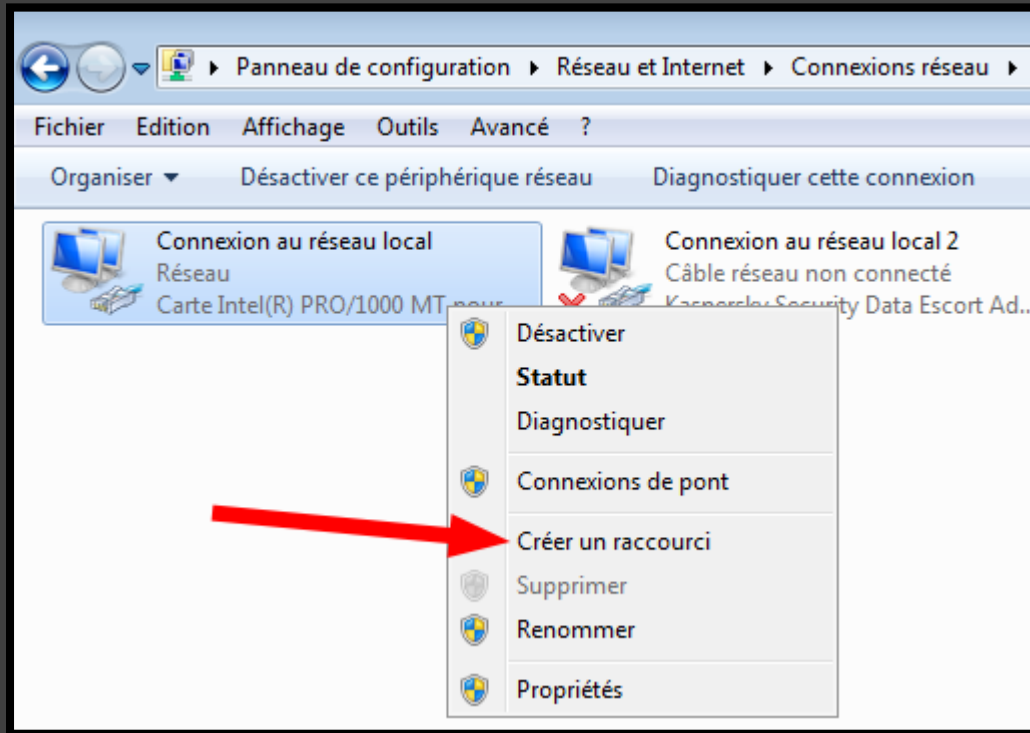 Panneau de configuration Réseau et Internet Connexions réseau
Fichier Edition Affichage Outils Avancé ?
Organiser Désactiver ce périphérique réseau Diagnostiquer cette connexion
Connexion au réseau local
Réseau
Carte Intel(R) PRO/1000 MT pour
Connexion au réseau local 2
Câble réseau non connecté
Kaspersky Security Data Escort Ad...
Désactiver
Statut
Diagnostiquer
Connexions de pont
Créer un raccourci
Supprimer
Renommer
Propriétés